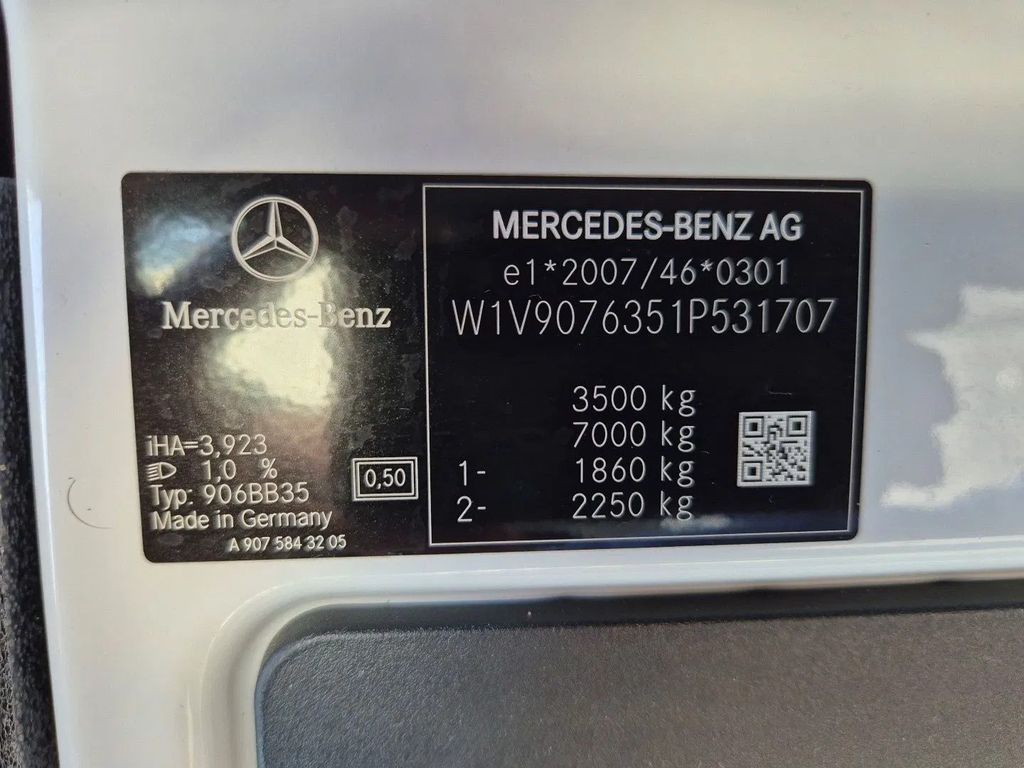 Mercedes-Benz
iHA=3,923
1,0 %
Typ: 906BB35
Made in Germany
A 907 584 32 05
0,50
MERCEDES-BENZ AG
e1*2007/46*0301
W1V9076351P531707
3500 kg
7000 kg
1- 1860 kg
2- 2250 kg